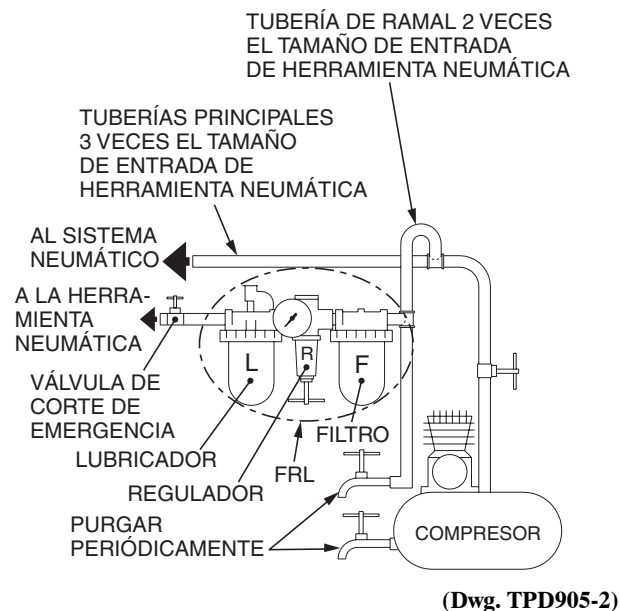 TUBERÍA DE RAMAL 2 VECES
EL TAMAÑO DE ENTRADA
DE HERRAMIENTA NEUMÁTICA
TUBERÍAS PRINCIPALES
3 VECES EL TAMAÑO
DE ENTRADA DE
HERRAMIENTA NEUMÁTICA
AL SISTEMA
NEUMÁTICO
A LA HERRA-
MIENTA
NEUMÁTICA
VÁLVULA DE
CORTE DE
EMERGENCIA
L
R
F
LUBRICADOR
REGULADOR
FRL
FILTRO
PURGAR
PERIÓDICAMENTE
COMPRESOR
(Dwg. TPD905-2)